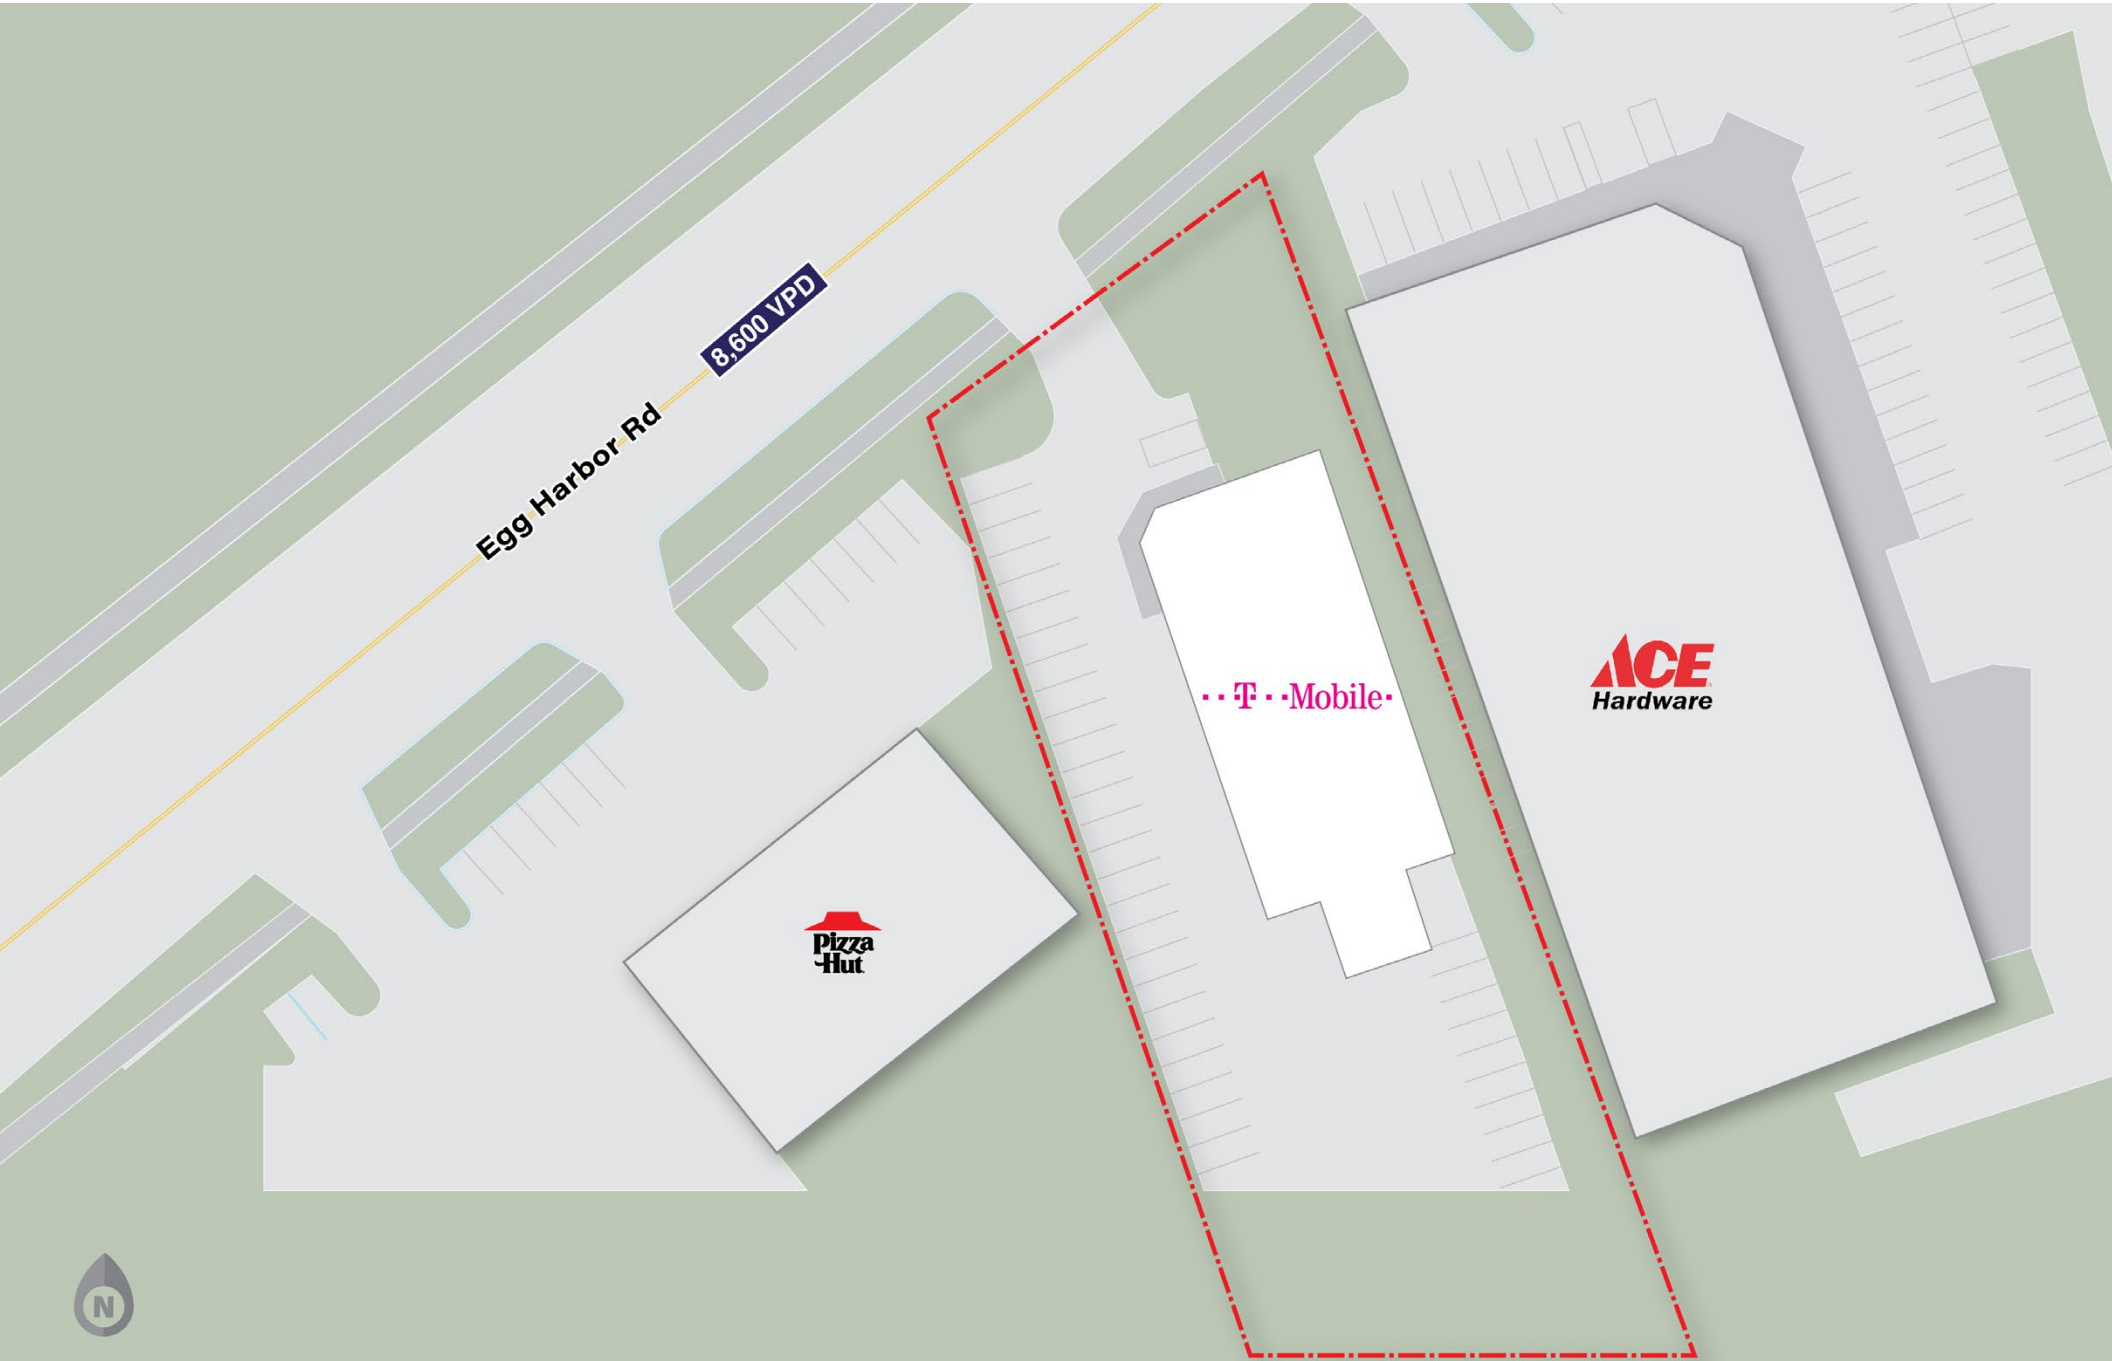 8,600 VPD
Egg Harbor Rd
ACE
Hardware
T Mobile
Pizza
Hut
N